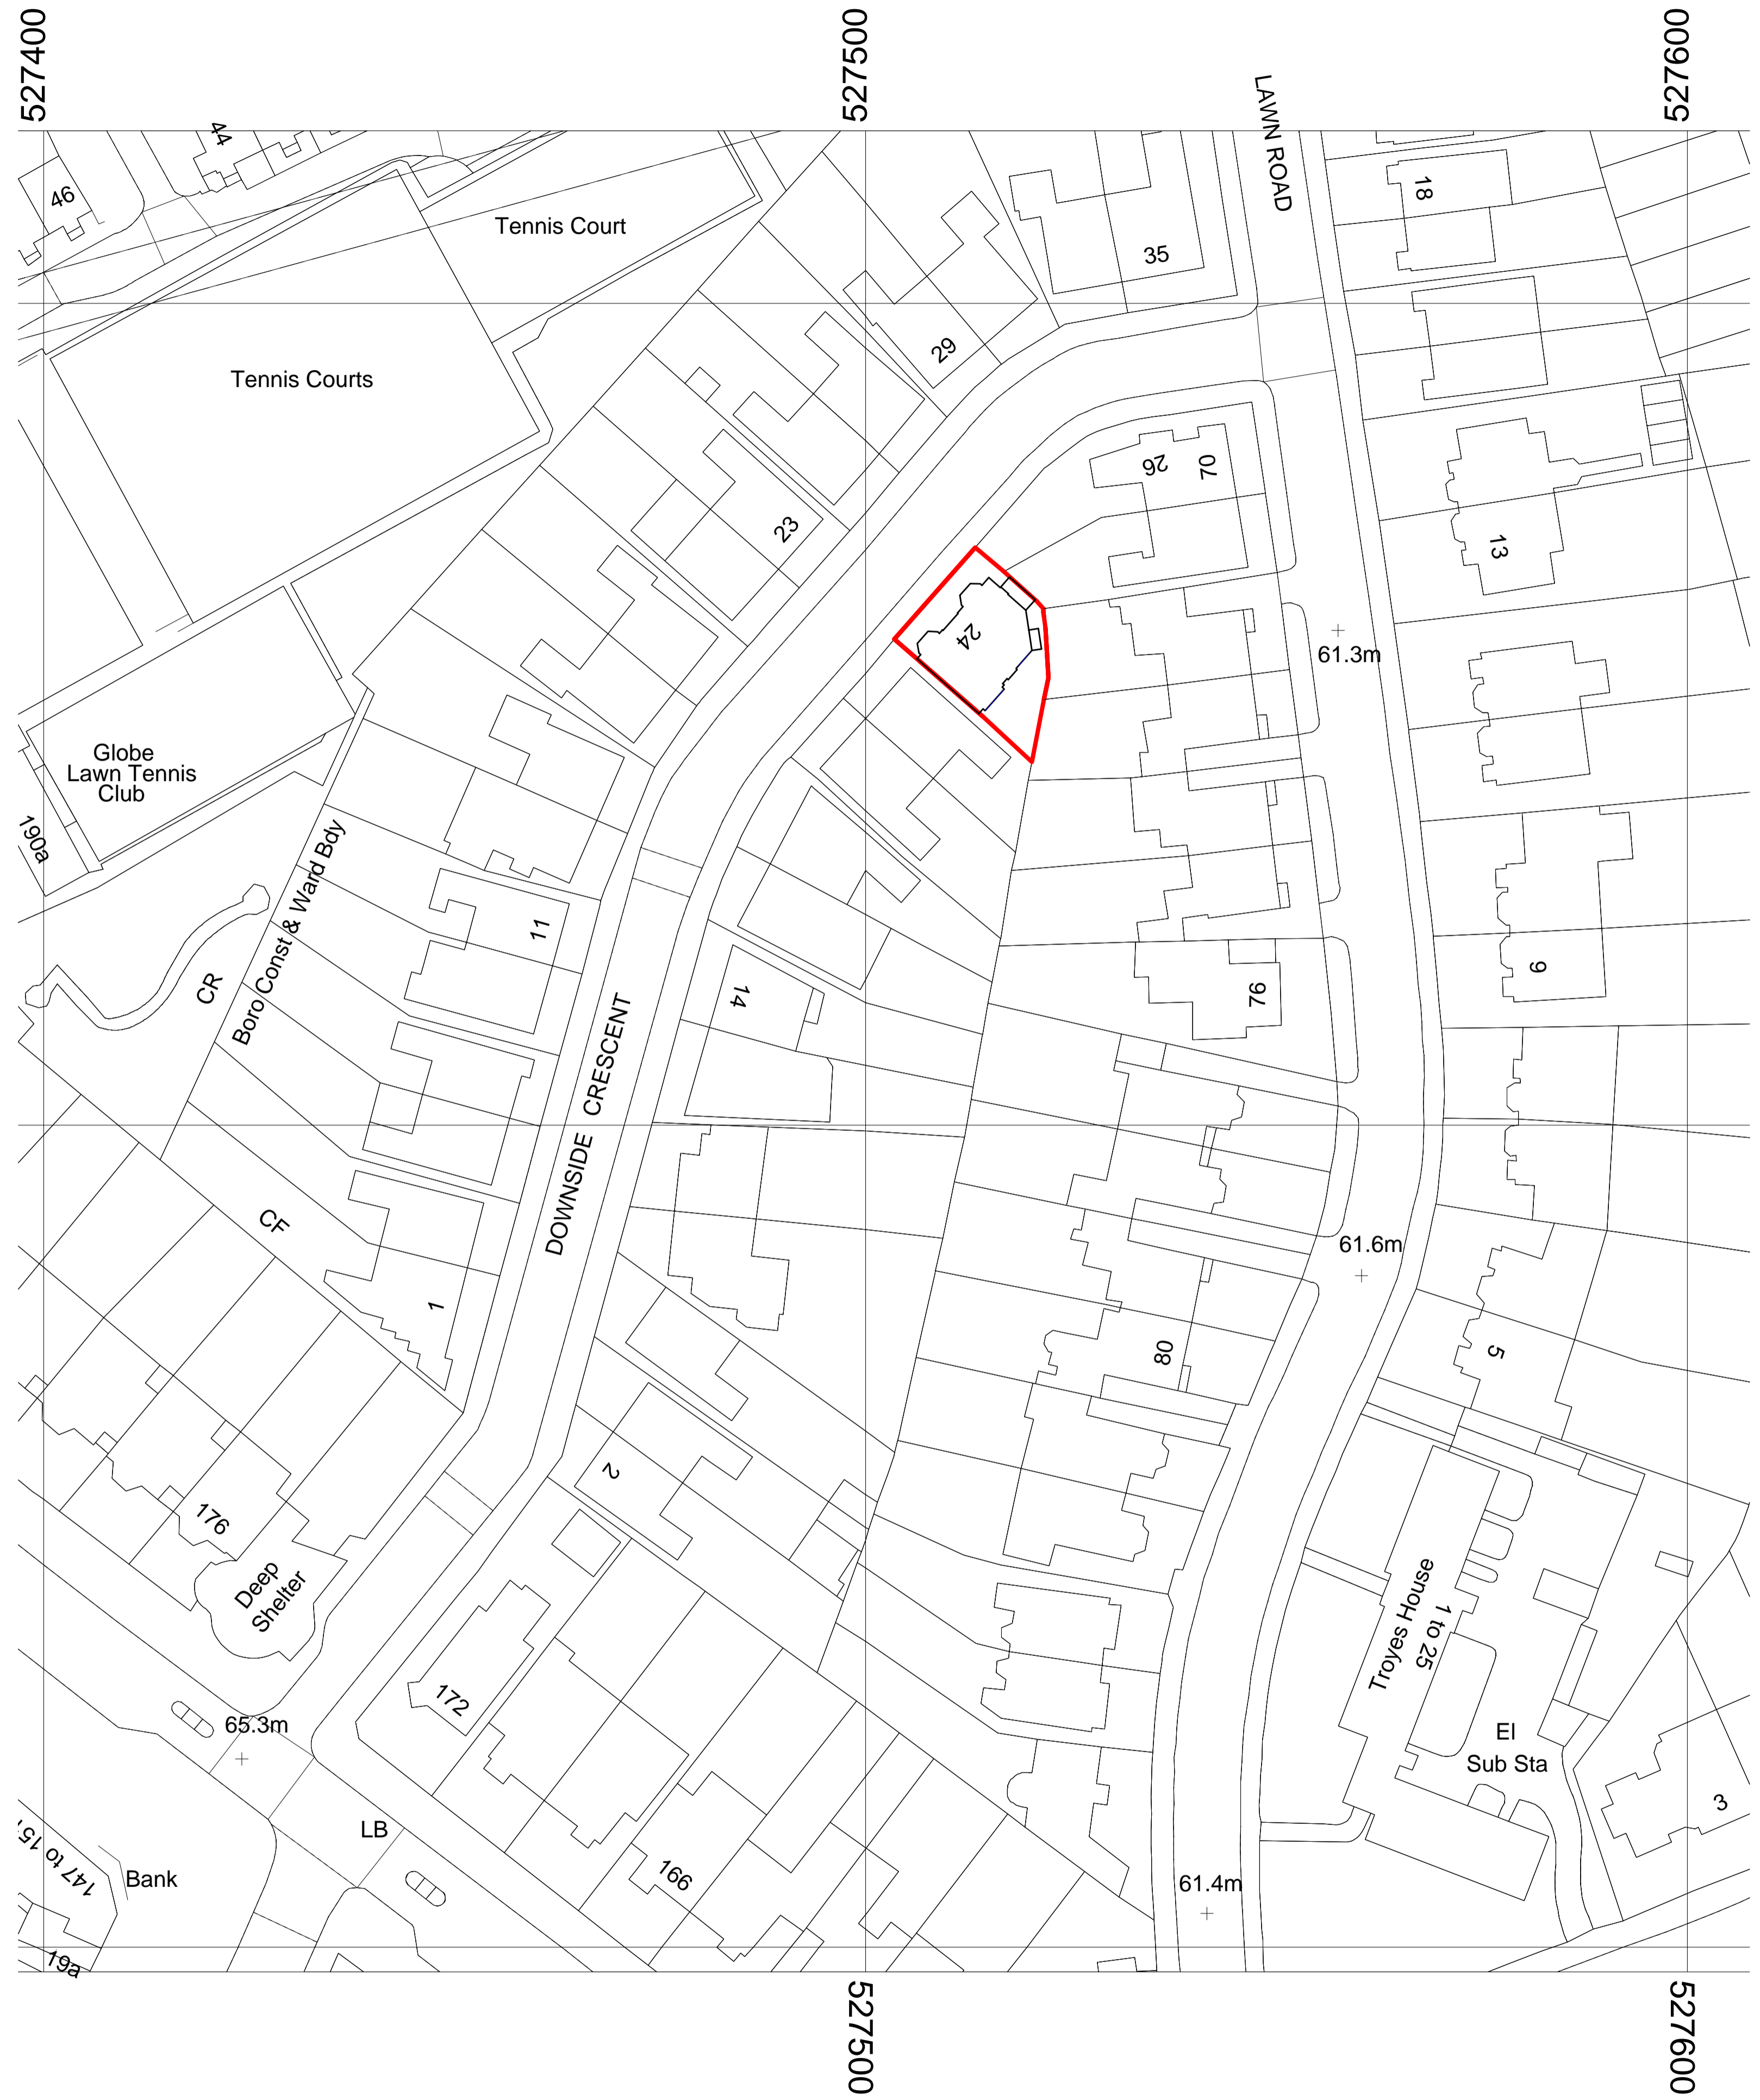 527400
527500
527600
44
46
Tennis Court
LAWN ROAD
18
35
29
Tennis Courts
26
70
23
13
24
61.3m
Globe
Lawn Tennis
Club
190a
Boro Const & Ward Bdy
11
CR
14
76
9
DOWNSIDE CRESCENT
CF
61.6m
1
80
5
2
176
Deep
Shelter
Troyes House
1 to 25
172
65.3m
El
Sub Sta
3
LB
166
Bank
61.4m
19a
527500
527600